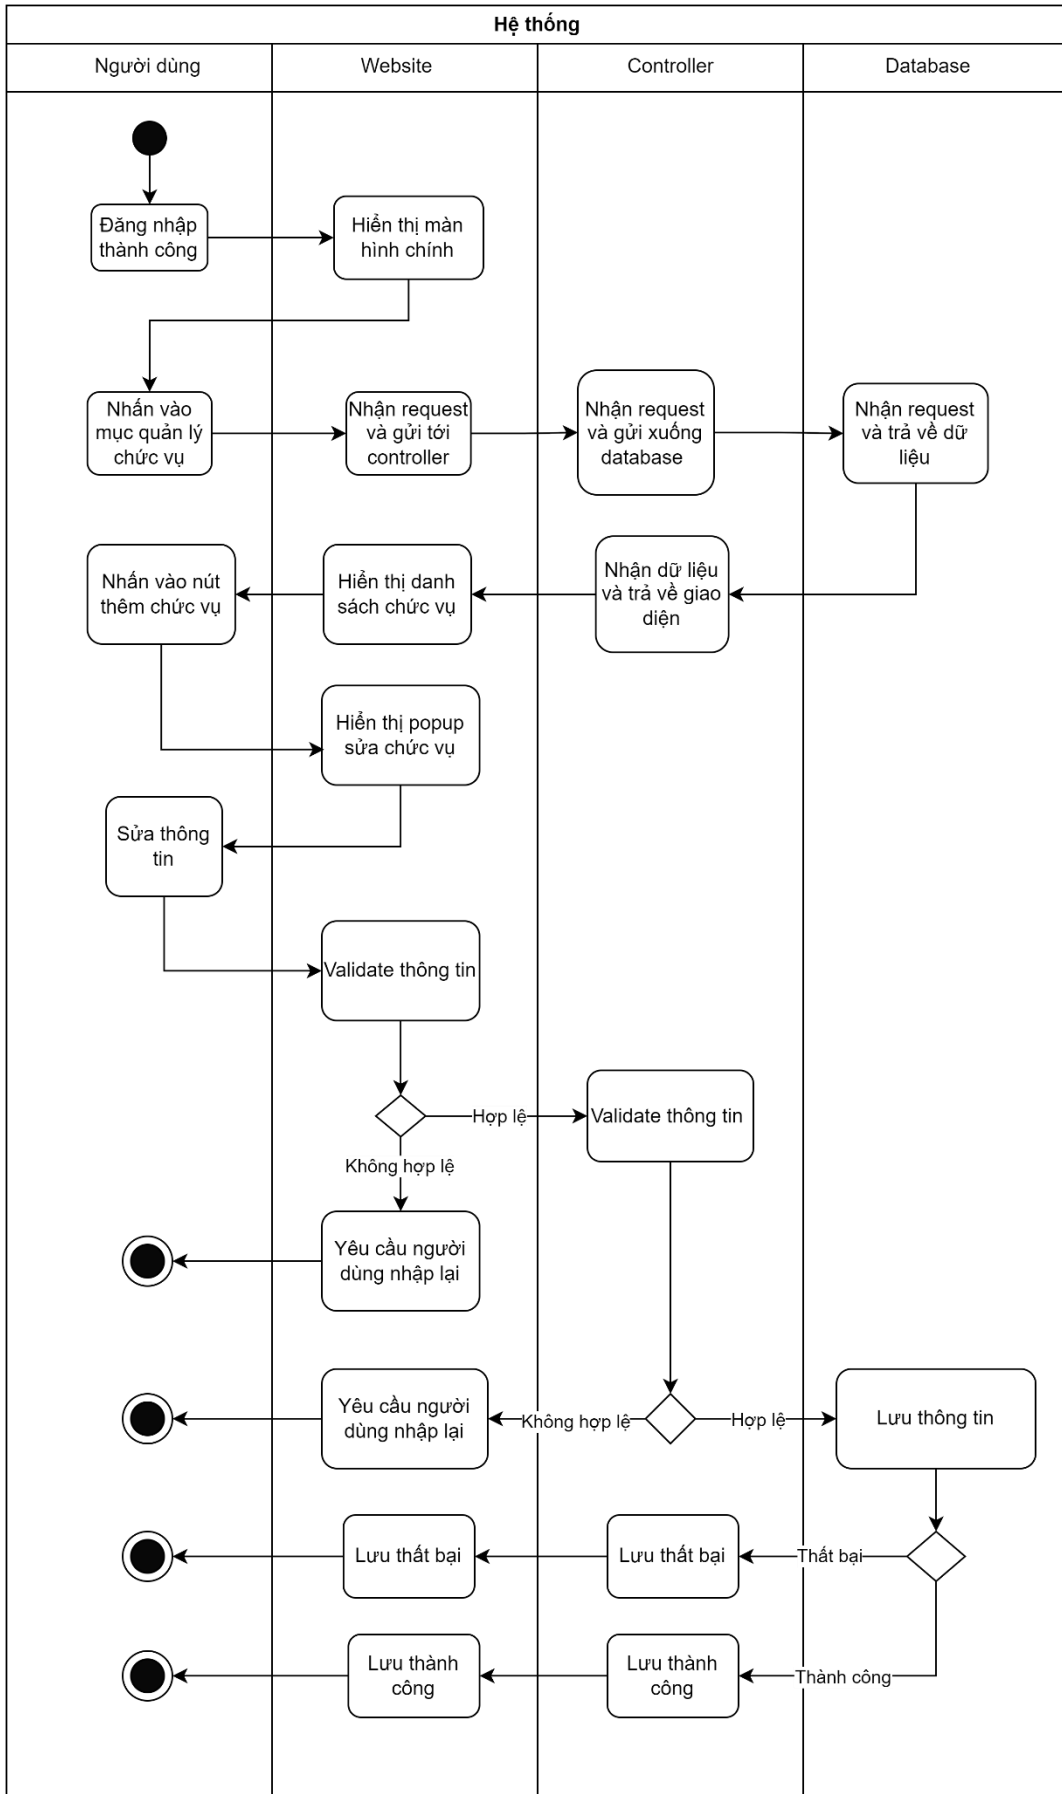 Hệ thống
Người dùng
Website
Controller
Database
Đăng nhập
thành công
Hiển thị màn
hình chính
Nhấn vào
mục quản lý
chức vụ
Nhận request
và gửi tới
controller
Nhận request
và gửi xuống
database
Nhận request
và trả về dữ
liệu
Nhấn vào nút
thêm chức vụ
Hiển thị danh
sách chức vụ
Nhận dữ liệu
và trả về giao
diện
Hiển thị popup
sửa chức vụ
Sửa thông
tin
Validate thông tin
Hợp lệ
Validate thông tin
Không hợp lệ
Yêu cầu người
dùng nhập lại
Yêu cầu người
dùng nhập lại
Không hợp lệ
Hợp lệ
Lưu thông tin
Lưu thất bại
Lưu thất bại
Thất bại
Lưu thành
công
Lưu thành
công
Thành công